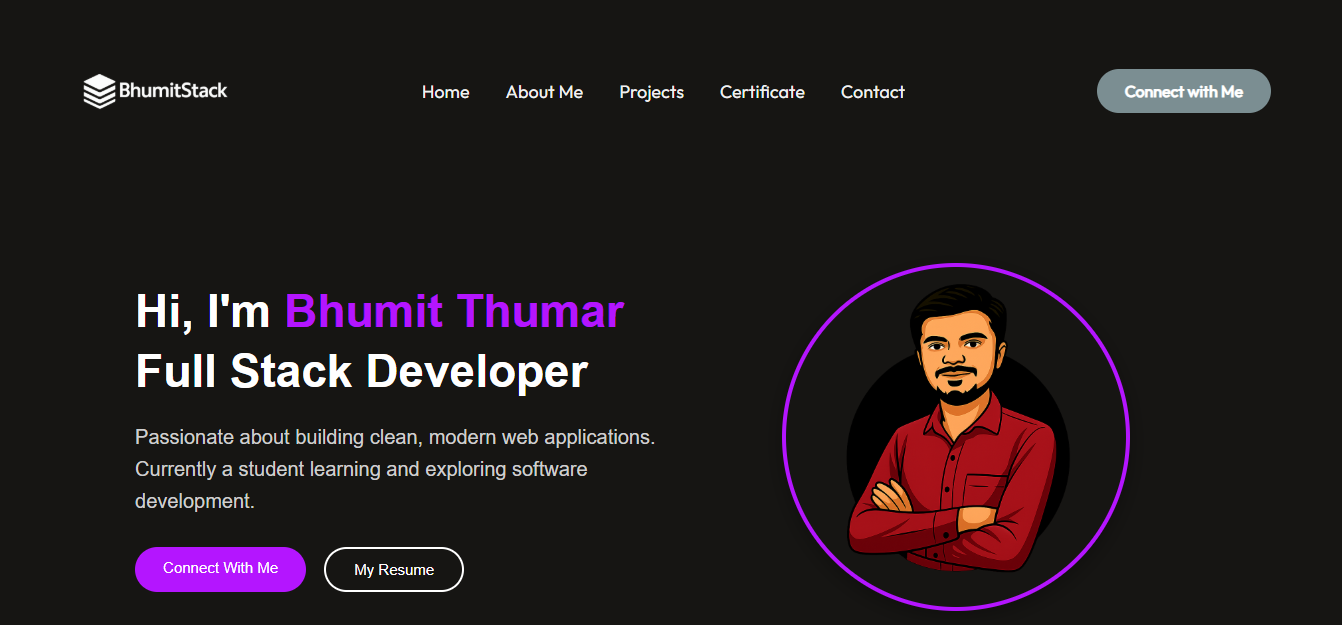 BhumitStack
Home About Me Projects Certificate Contact
Connect with Me
Hi, I'm Bhumit Thumar
Full Stack Developer
Passionate about building clean, modern web applications.
Currently a student learning and exploring software
development.
Connect With Me
My Resume